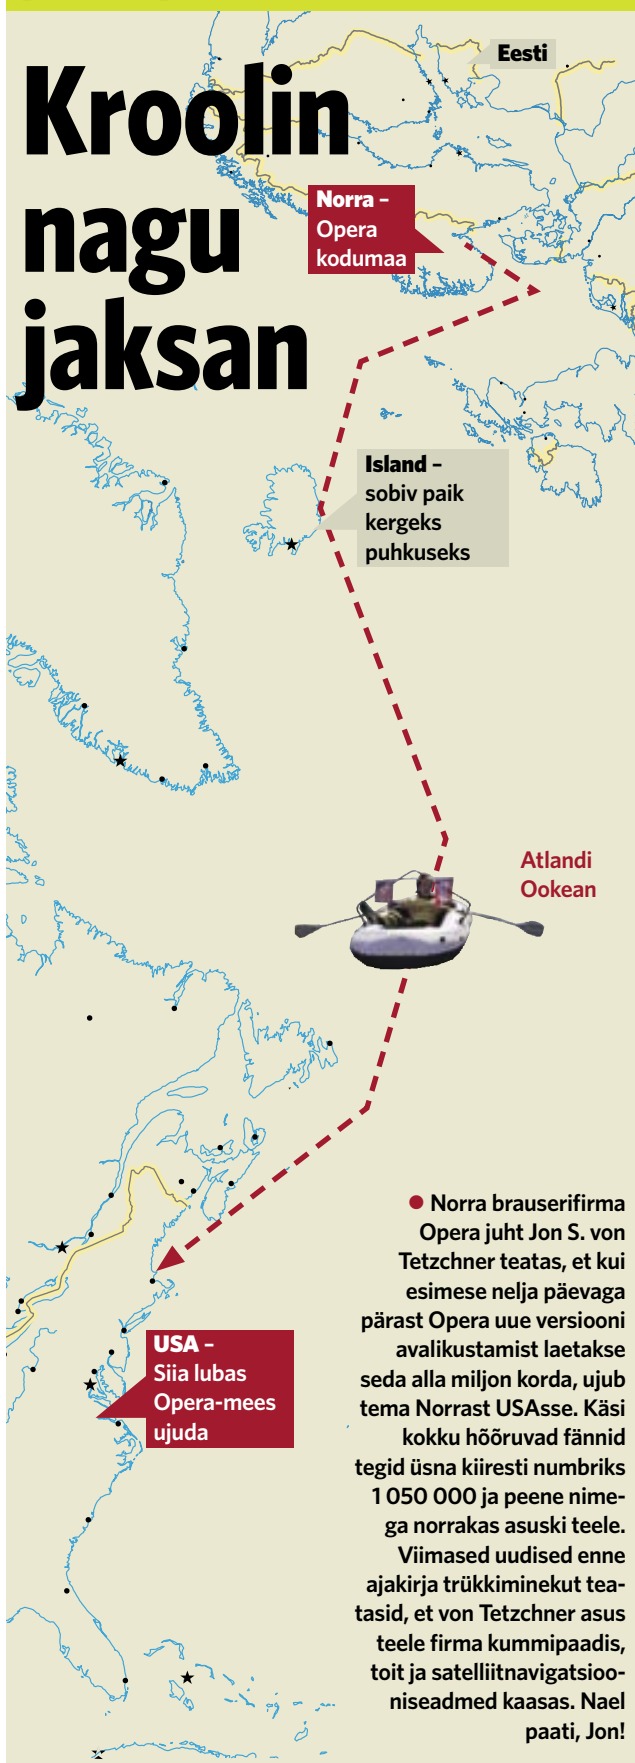 Kroolin
nagu
jaksan
Eesti
Norra –
Opera
kodumaa
Island –
sobiv paik
kergeks
puhkuseks
Atlandi
Ookean
USA –
Siia lubas
Opera-mees
ujuda
● Norra brauserifirma
Opera juht Jon S. von
Tetzchner teatas, et kui
esimese nelja päevaga
pärast Opera uue versiooni
avalikustamist laetakse
seda alla miljon korda, ujub
tema Norrast USAsse. Käsi
kokku hõõruvad fännid
tegid üsna kiiresti numbriks
1 050 000 ja peene nime-
ga norrakas asuski teele.
Viimased uudised enne
ajakirja trükkiminekut tea-
tasid, et von Tetzchner asus
teele firma kummipaadis,
toit ja satelliitnavigatsioo-
niseadmed kaasas. Nael
paati, Jon!